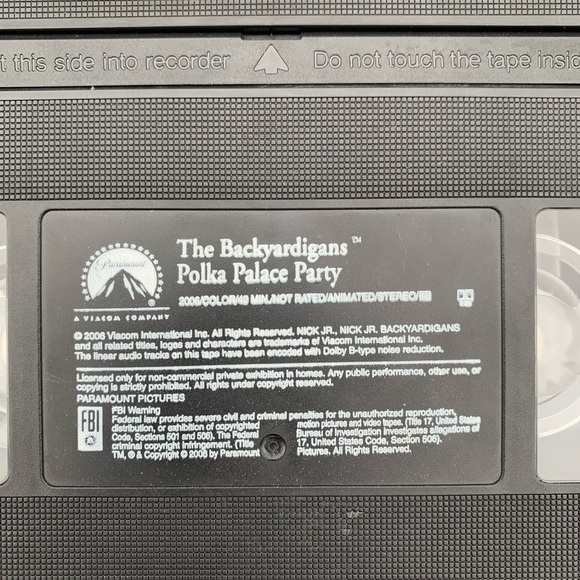 t this side into recorder Do not touch the tape inside
Paramount
A VIACOM COMPANY
The Backyardigans™
Polka Palace Party
2006/COLOR/49 MIN./NOT RATED/ANIMATED/STEREO/
© 2006 Viacom International Inc. All Rights Reserved. NICK JR., NICK JR. BACKYARDIGANS
and all related titles, logos and characters are trademarks of Viacom International Inc.
The linear audio tracks on this tape have been encoded with Dolby B-type noise reduction.
Licensed only for non-commercial private exhibition in homes. Any public performance, other use, or
copying is strictly prohibited. All rights under copyright reserved.
PARAMOUNT PICTURES
FBI
FBI Warning
Federal law provides severe civil and criminal penalties for the unauthorized reproduction,
distribution, or exhibition of copyrighted motion pictures and video tapes. (Title 17, United States
Code, Sections 501 and 506). The Federal Bureau of Investigation investigates allegations of
criminal copyright infringement. (Title 17, United States Code, Section 506).
TM, ® & Copyright © 2006 by Paramount Pictures. All rights reserved.